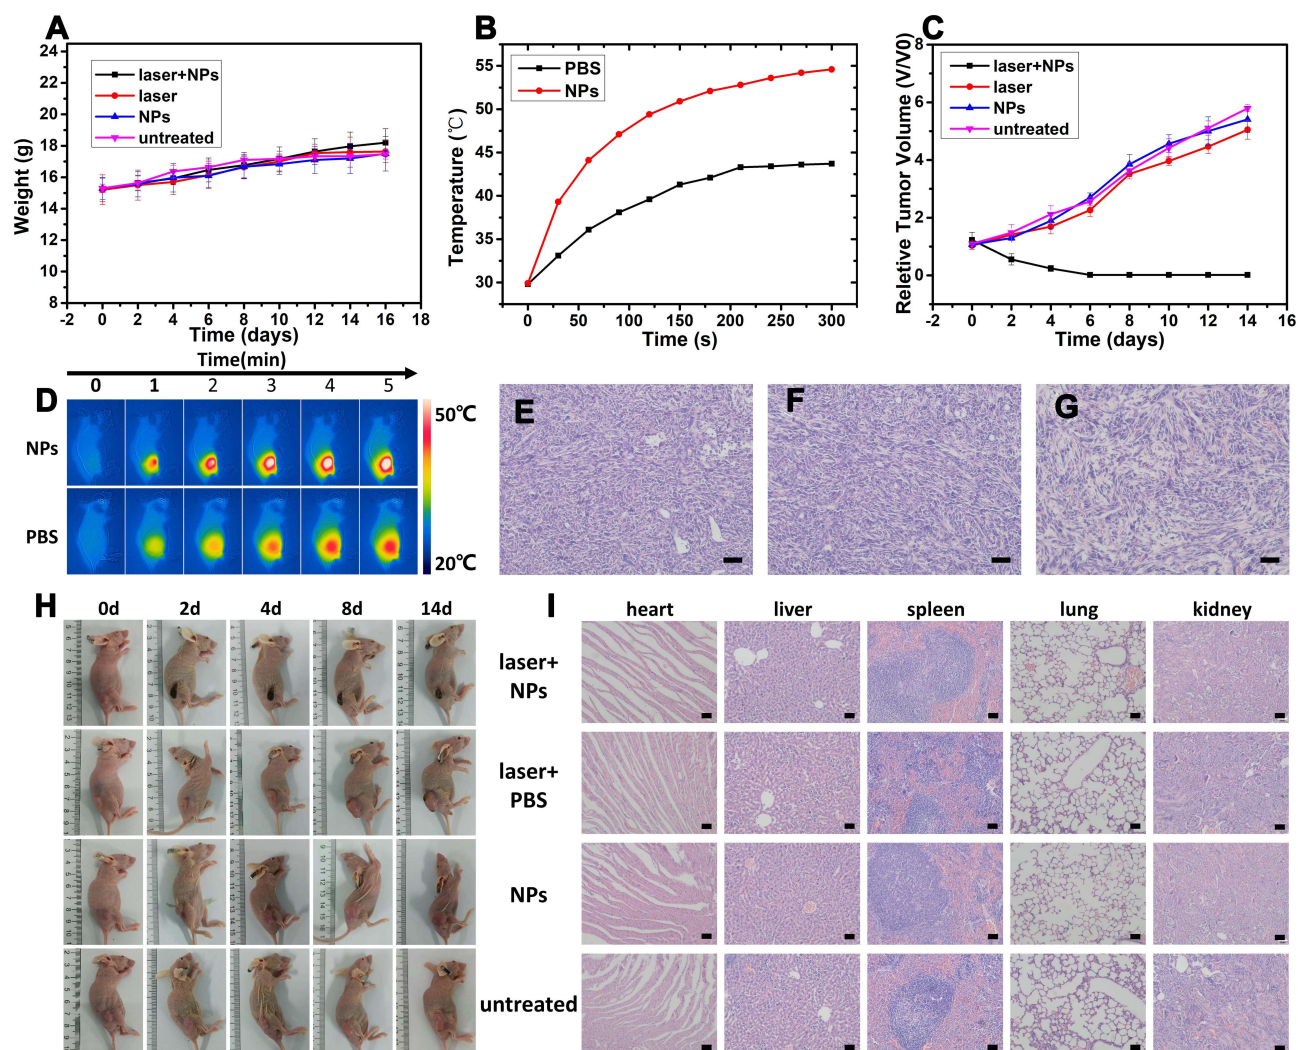 A
24
22
20
18
16
14
12
10
8
Weight (g)
laser+NPs
laser
NPs
untreated
-2 0 2 4 6 8 10 12 14 16 18
Time (days)
B
55
50
45
40
35
30
Temperature (℃)
PBS
NPs
0 50 100 150 200 250 300
Time (s)
C
8
6
4
2
0
Reletive Tumor Volume (V/V0)
laser+NPs
laser
NPs
untreated
-2 0 2 4 6 8 10 12 14 16
Time (days)
Time(min)
0 1 2 3 4 5
D
NPs
PBS
50℃
20℃
E
F
G
H
0d 2d 4d 8d 14d
I
heart liver spleen lung kidney
laser+
NPs
laser+
PBS
NPs
untreated